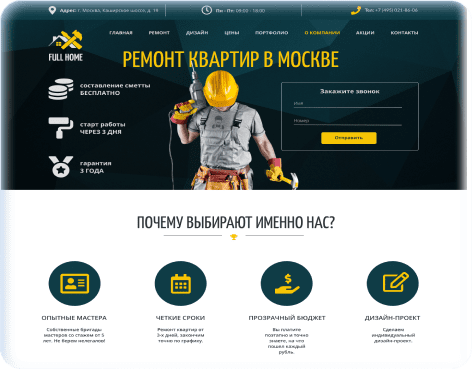 Адрес: г. Москва, Каширское шоссе, д. 19
Пн - Пн: 09:00 - 18:00
Тел: +7 (495) 021-86-06
FULL HOME
ГЛАВНАЯ РЕМОНТ ДИЗАЙН ЦЕНЫ ПОРТФОЛИО О КОМПАНИИ АКЦИИ КОНТАКТЫ
РЕМОНТ КВАРТИР В МОСКВЕ
составление сметты
БЕСПЛАТНО
старт работы
ЧЕРЕЗ 3 ДНЯ
гарантия
3 ГОДА
Закажите звонок
Имя
Номер
Отправить
ПОЧЕМУ ВЫБИРАЮТ ИМЕННО НАС?
ОПЫТНЫЕ МАСТЕРА
Собственные бригады
мастеров со стажем от 5
лет. Не берем нелегалов!
ЧЕТКИЕ СРОКИ
Ремонт квартир от
3-х дней, закончим
точно по графику.
ПРОЗРАЧНЫЙ БЮДЖЕТ
Вы платите
поэтапно и точно
знаете, на что
пошел каждый
рубль.
ДИЗАЙН-ПРОЕКТ
Сделаем
индивидуальный
дизайн-проект.